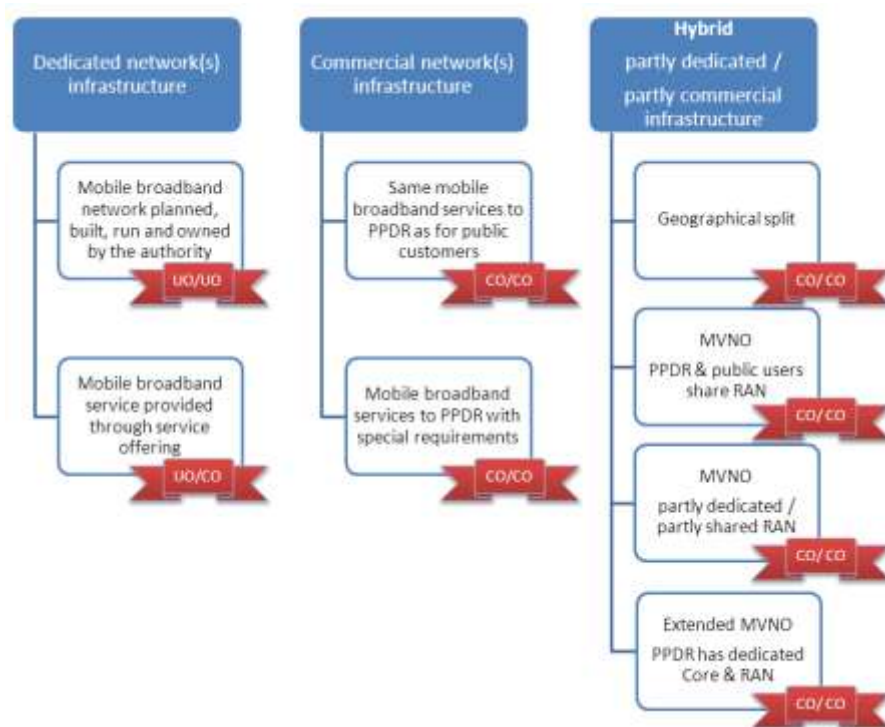 Dedicated network(s)
infrastructure
Mobile broadband
network planned,
built, run and owned
by the authority
UO/UO
Mobile broadband
service provided
through service
offering
UO/CO
Commercial network(s)
infrastructure
Same mobile
broadband services to
PPDR as for public
customers
CO/CO
Mobile broadband
services to PPDR with
special requirements
CO/CO
Hybrid
partly dedicated /
partly commercial
infrastructure
Geographical split
CO/CO
MVNO
PPDR & public users
share RAN
CO/CO
MVNO
partly dedicated /
partly shared RAN
CO/CO
Extended MVNO
PPDR has dedicated
Core & RAN
CO/CO